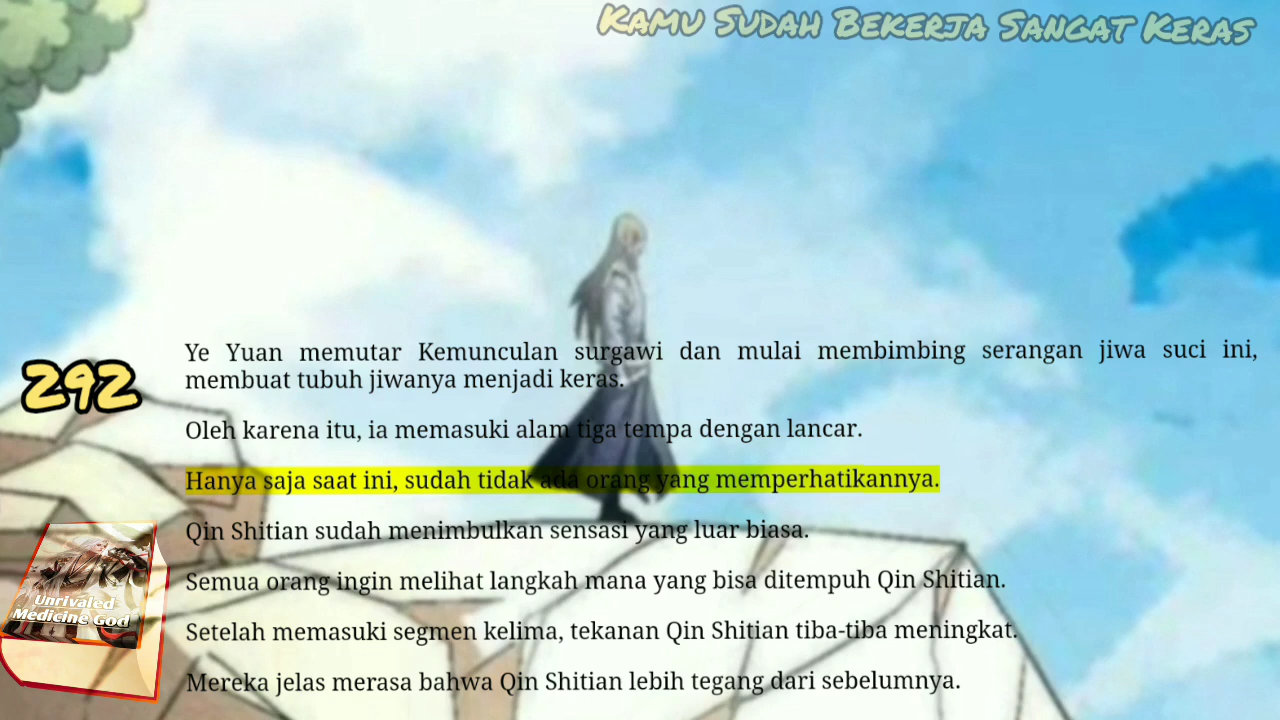 Kamu Sudah Bekerja Sangat Keras
292
Ye Yuan memutar Kemunculan surgawi dan mulai membimbing serangan jiwa suci ini,
membuat tubuh jiwanya menjadi keras.
Oleh karena itu, ia memasuki alam tiga tempa dengan lancar.
Hanya saja saat ini, sudah tidak ada orang yang memperhatikannya.
Qin Shitian sudah menimbulkan sensasi yang luar biasa.
Semua orang ingin melihat langkah mana yang bisa ditempuh Qin Shitian.
Setelah memasuki segmen kelima, tekanan Qin Shitian tiba-tiba meningkat.
Mereka jelas merasa bahwa Qin Shitian lebih tegang dari sebelumnya.
Unrivaled
Medicine God